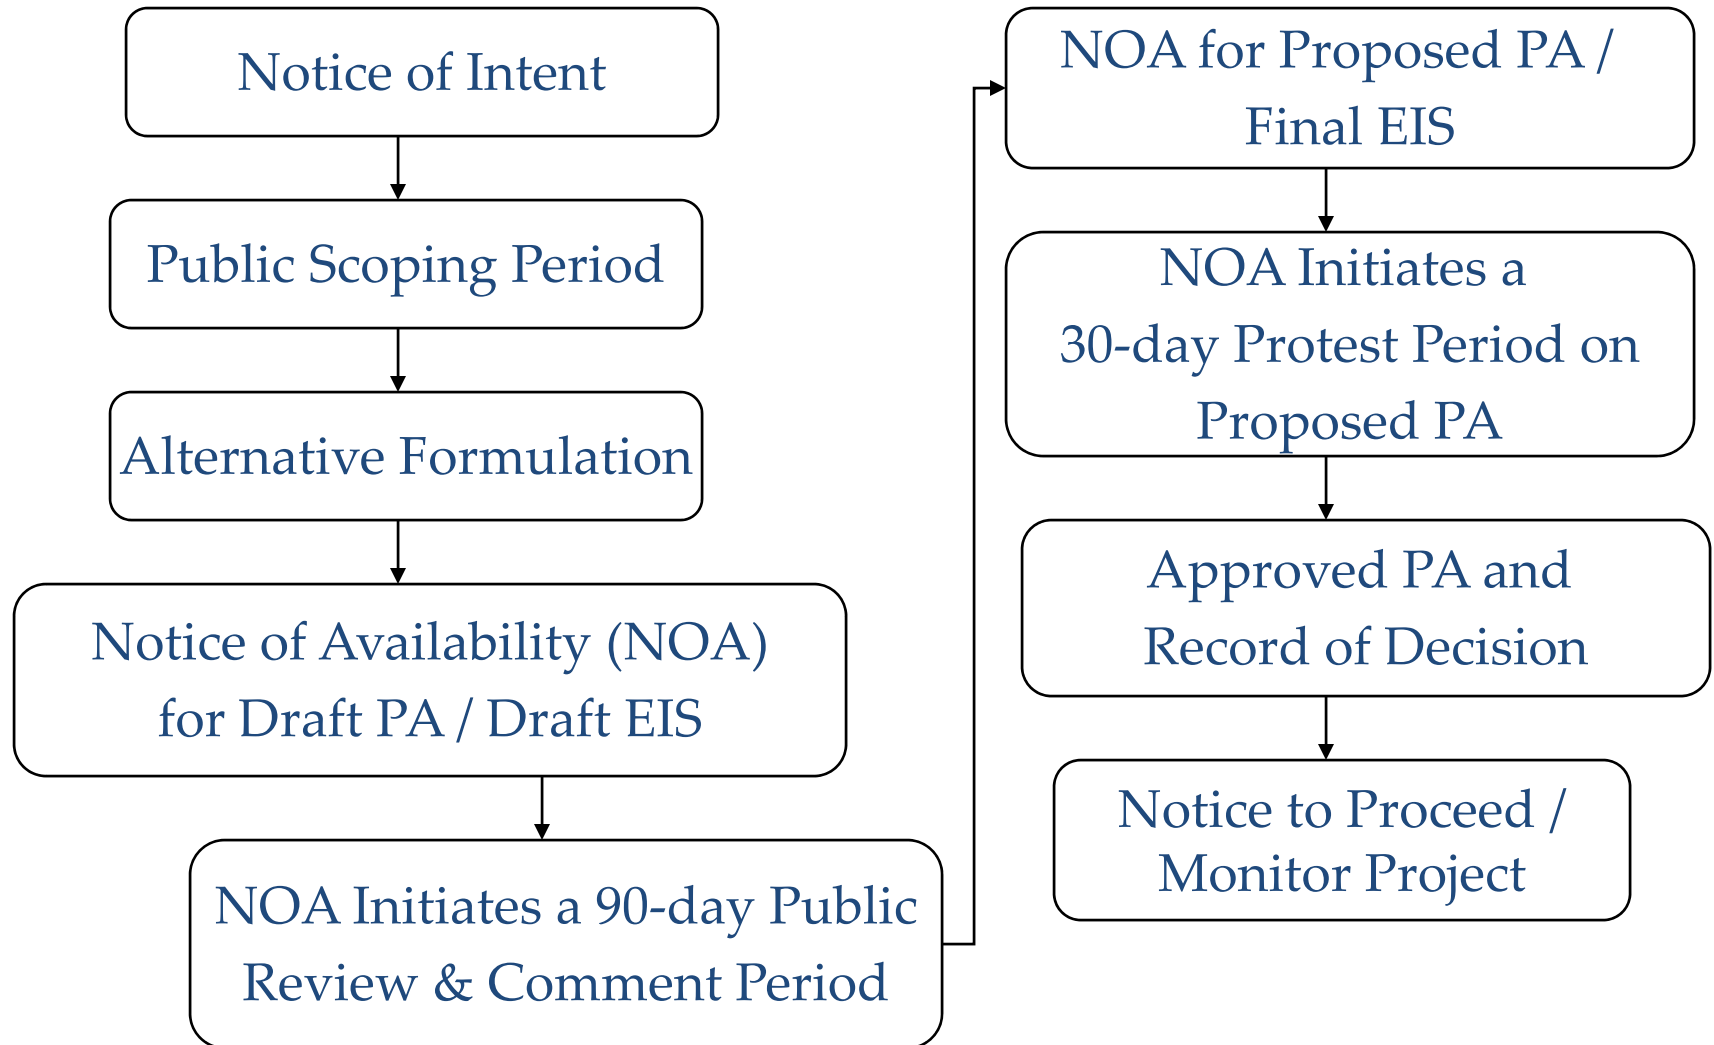 Notice of Intent
Public Scoping Period
Alternative Formulation
Notice of Availability (NOA)
for Draft PA / Draft EIS
NOA Initiates a 90-day Public
Review & Comment Period
NOA for Proposed PA /
Final EIS
NOA Initiates a
30-day Protest Period on
Proposed PA
Approved PA and
Record of Decision
Notice to Proceed /
Monitor Project